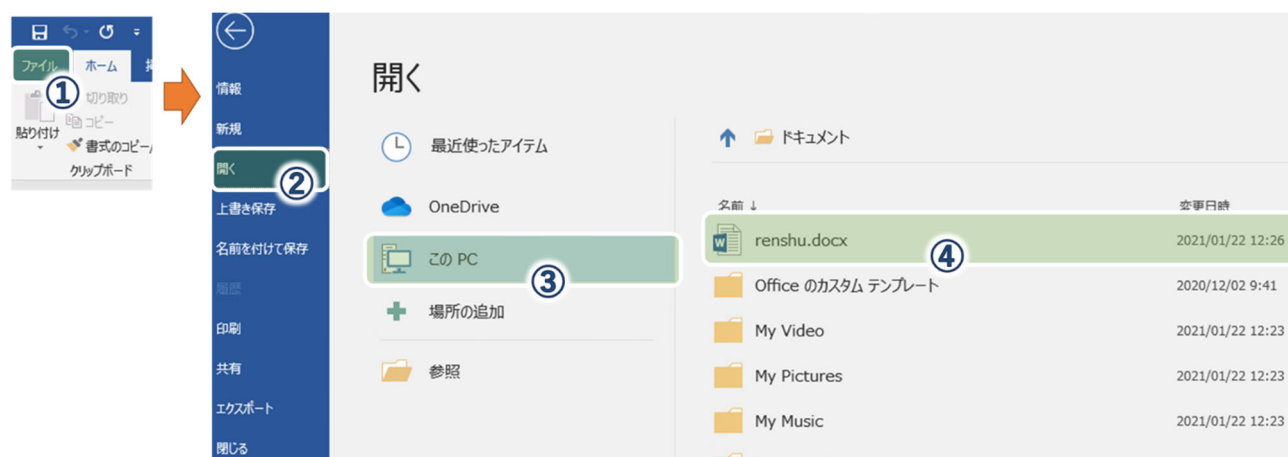 ファイル
ホーム
①
切り取り
コピー
貼り付け
書式のコピー/
クリップボード
情報
新規
開く
②
上書き保存
名前を付けて保存
履歴
印刷
共有
エクスポート
閉じる
開く
最近使ったアイテム
OneDrive
この PC
③
場所の追加
参照
ドキュメント
名前 ↓ 変更日時
renshu.docx ④ 2021/01/22 12:26
Office のカスタム テンプレート 2020/12/02 9:41
My Video 2021/01/22 12:23
My Pictures 2021/01/22 12:23
My Music 2021/01/22 12:23